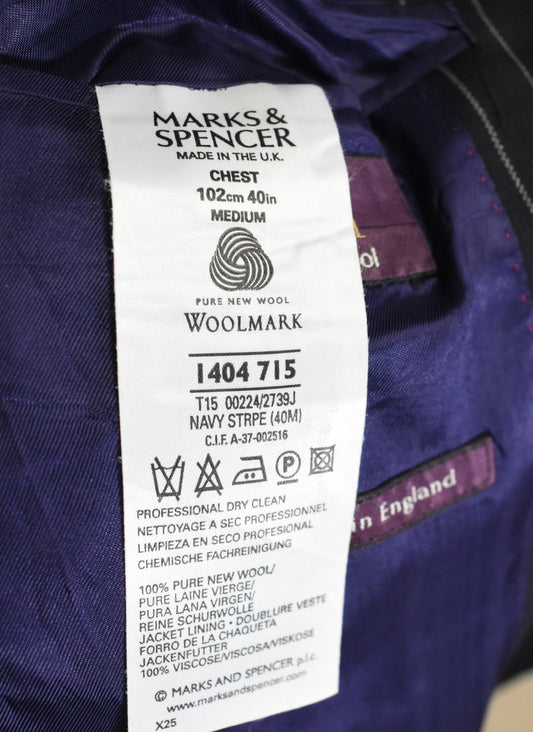 MARKS &
SPENCER
MADE IN THE U.K.
CHEST
102cm 40in
MEDIUM
PURE NEW WOOL
WOOLMARK
1404 715
T15 00224/2739J
NAVY STRPE (40M)
C.I.F. A-37-002516
P
PROFESSIONAL DRY CLEAN
NETTOYAGE A SEC PROFESSIONNEL
LIMPIEZA EN SECO PROFESIONAL
CHEMISCHE FACHREINIGUNG
100% PURE NEW WOOL/
PURE LAINE VIERGE/
PURA LANA VIRGEN/
REINE SCHURWOLLE
JACKET LINING • DOUBLURE VESTE
FORRO DE LA CHAQUETA
JACKENFUTTER
100% VISCOSE/VISCOSA/VISKOSE
© MARKS AND SPENCER p.l.c.
www.marksandspencer.com
X25
ol
in England